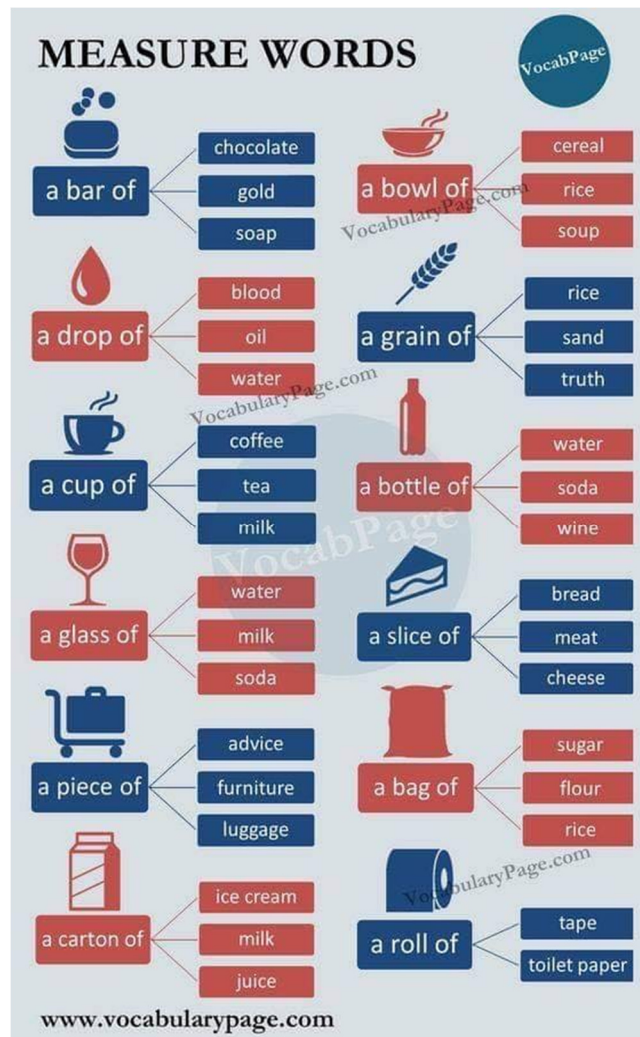 MEASURE WORDS
VocabPage
a bar of
chocolate
gold
soap
a bowl of
cereal
rice
soup
VocabularyPage.com
a drop of
blood
oil
water
a grain of
rice
sand
truth
VocabularyPage.com
a cup of
coffee
tea
milk
a bottle of
water
soda
wine
VocabPage
a glass of
water
milk
soda
a slice of
bread
meat
cheese
a piece of
advice
furniture
luggage
a bag of
sugar
flour
rice
a carton of
ice cream
milk
juice
VocabularyPage.com
a roll of
tape
toilet paper
www.vocabularypage.com